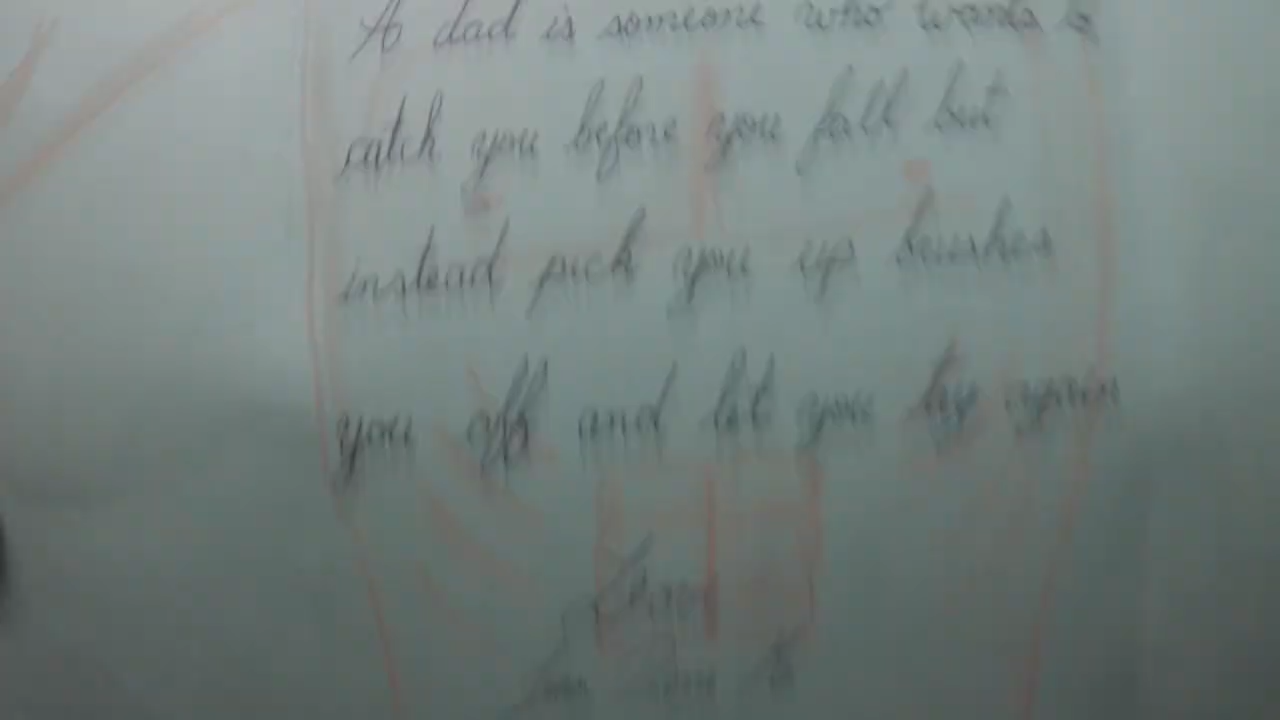 A dad is someone who wants to
catch you before you fall but
instead pick you up brushes
you off and let you try again